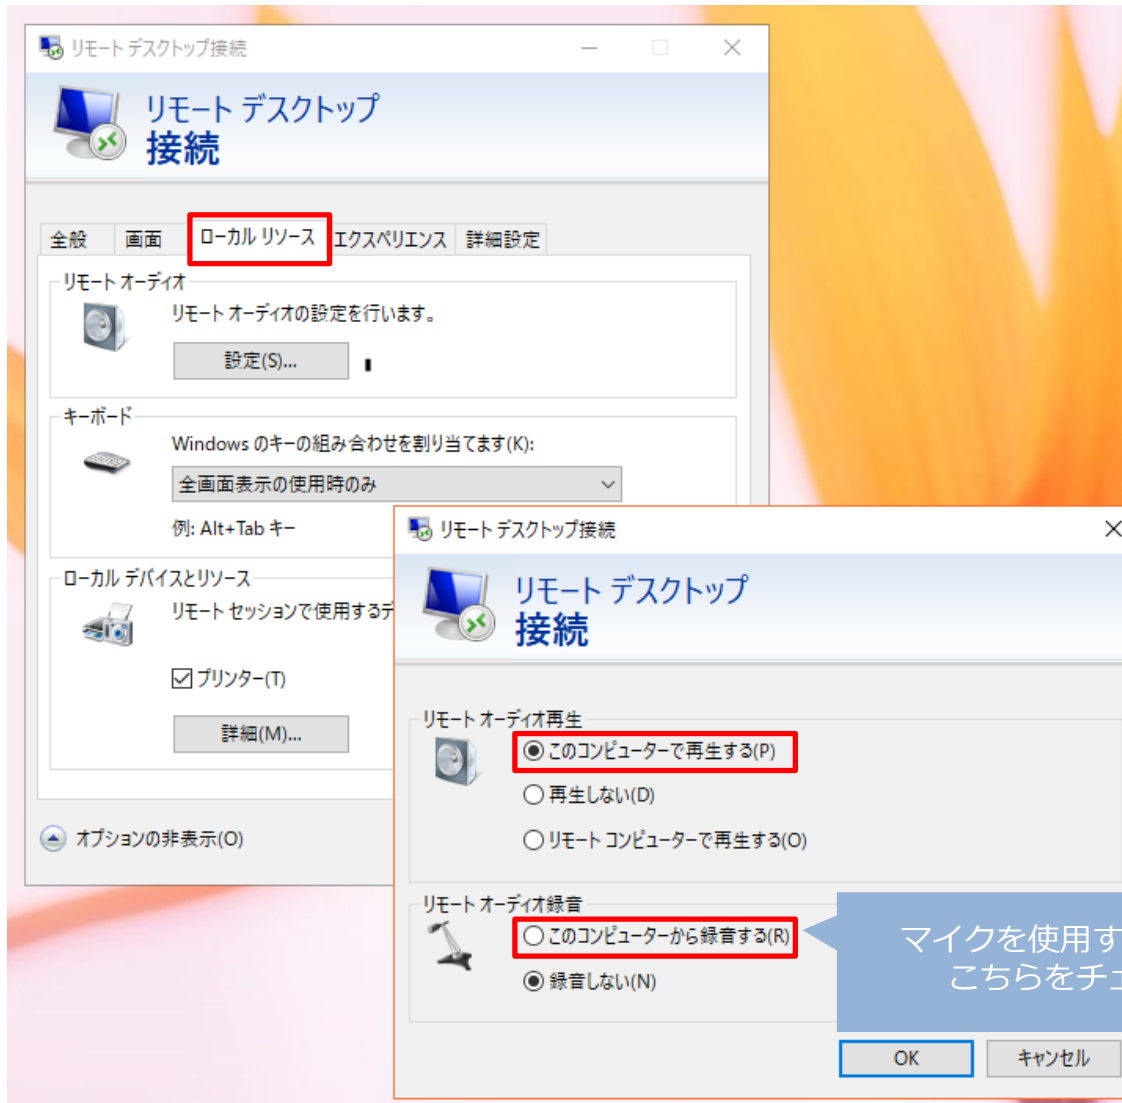 リモート デスクトップ接続
リモート デスクトップ
接続
全般
画面
ローカル リソース
エクスペリエンス
詳細設定
リモート オーディオ
リモート オーディオの設定を行います。
設定(S)...
キーボード
Windows のキーの組み合わせを割り当てます(K):
全画面表示の使用時のみ
例: Alt+Tab キー
ローカル デバイスとリソース
リモート セッションで使用するデ
プリンター(T)
詳細(M)...
オプションの非表示(O)
リモート デスクトップ接続
リモート デスクトップ
接続
リモート オーディオ再生
このコンピューターで再生する(P)
再生しない(D)
リモート コンピューターで再生する(O)
リモート オーディオ録音
このコンピューターから録音する(R)
録音しない(N)
マイクを使用す
こちらをチェ
OK
キャンセル